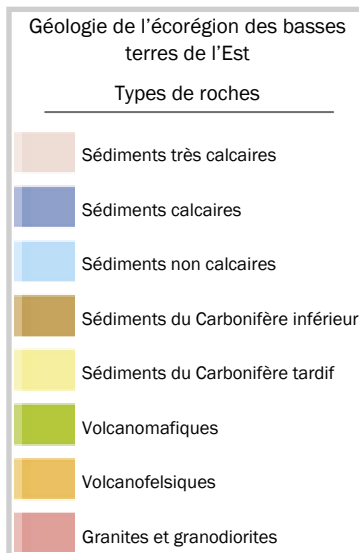 Géologie de l’écorégion des basses
terres de l’Est
Types de roches
Sédiments très calcaires
Sédiments calcaires
Sédiments non calcaires
Sédiments du Carbonifère inférieur
Sédiments du Carbonifère tardif
Volcanomafiques
Volcanofelsiques
Granites et granodiorites